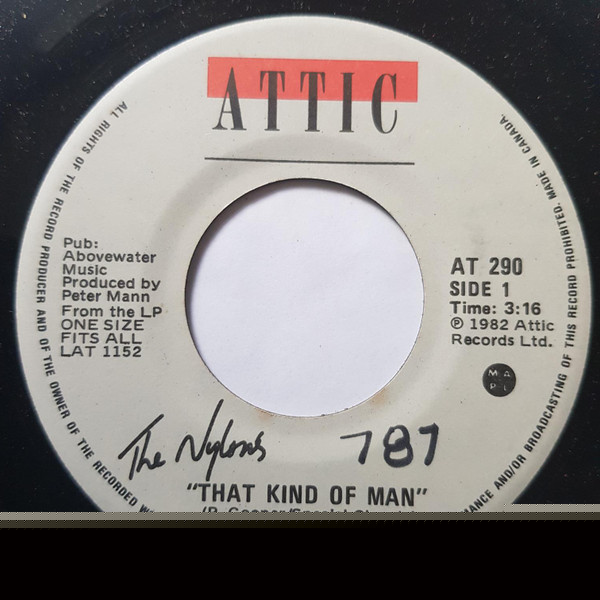 ATTIC
ALL RIGHTS OF THE RECORD PRODUCER AND OF THE OWNER OF THE RECORDED
MANCE AND/OR BROADCASTING OF THIS RECORD PROHIBITED. MADE IN CANADA.
Pub:
Abovewater
Music
Produced by
Peter Mann
From the LP
ONE SIZE
FITS ALL
LAT 1152
AT 290
SIDE 1
Time: 3:16
℗ 1982 Attic
Records Ltd.
MA
PL
The Nylons 787
"THAT KIND OF MAN"